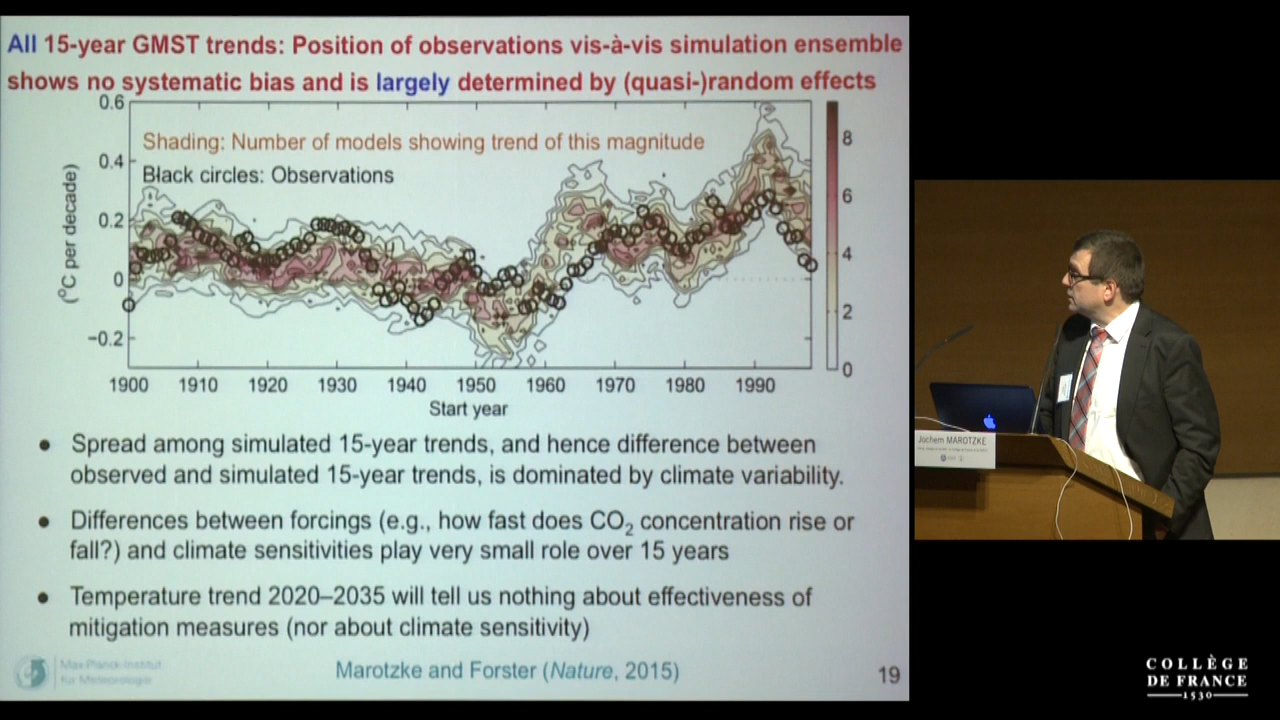 All 15-year GMST trends: Position of observations vis-à-vis simulation ensemble
shows no systematic bias and is largely determined by (quasi-)random effects
0.6
0.4
0.2
0
−0.2
(°C per decade)
Shading: Number of models showing trend of this magnitude
Black circles: Observations
8
6
4
2
0
1900 1910 1920 1930 1940 1950 1960 1970 1980 1990
Start year
● Spread among simulated 15-year trends, and hence difference between
observed and simulated 15-year trends, is dominated by climate variability.
● Differences between forcings (e.g., how fast does CO₂ concentration rise or
fall?) and climate sensitivities play very small role over 15 years
● Temperature trend 2020–2035 will tell us nothing about effectiveness of
mitigation measures (nor about climate sensitivity)
Max-Planck-Institut
für Meteorologie
Marotzke and Forster (Nature, 2015)
19
Jochem MAROTZKE
COLLÈGE
DE FRANCE
1530